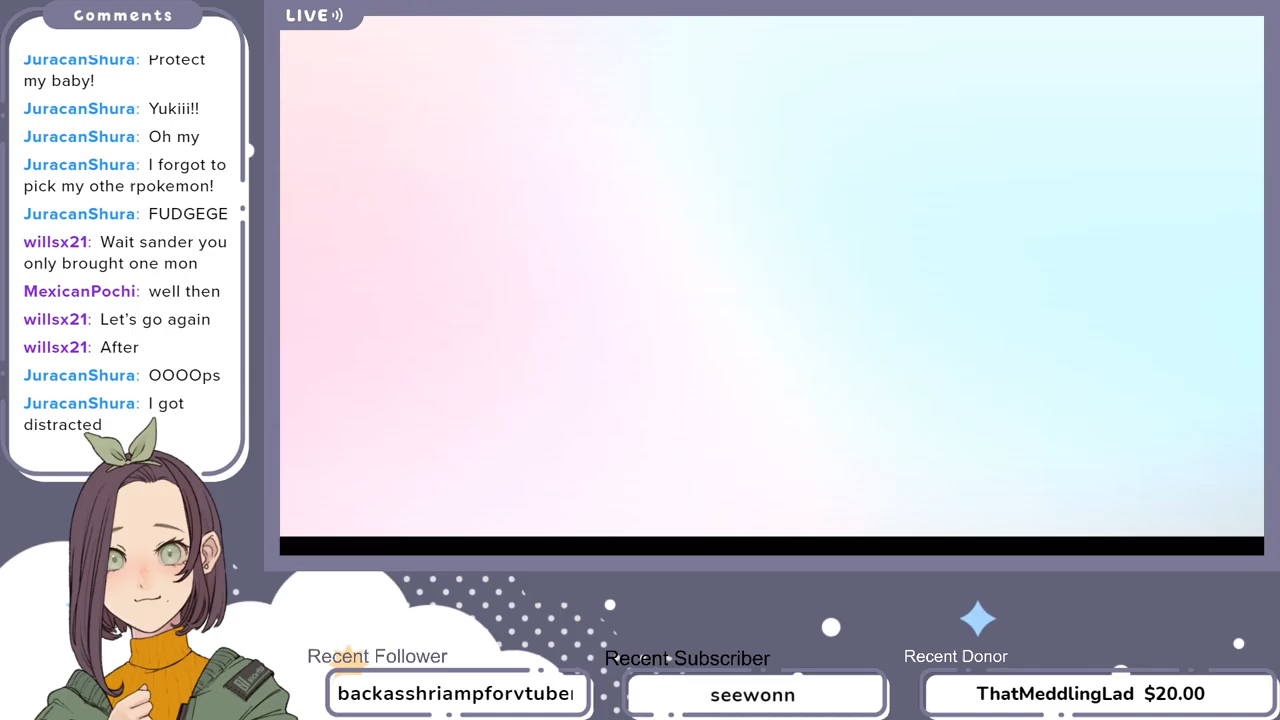 Comments
LIVE
JuracanShura: Protect
my baby!
JuracanShura: Yukiii!!
JuracanShura: Oh my
JuracanShura: I forgot to
pick my othe rpokemon!
JuracanShura: FUDGEGE
willsx21: Wait sander you
only brought one mon
MexicanPochi: well then
willsx21: Let's go again
willsx21: After
JuracanShura: OOOOps
JuracanShura: I got
distracted
Recent Follower
Recent Subscriber
Recent Donor
backasshriampforvtuber
seewonn
ThatMeddlingLad $20.00